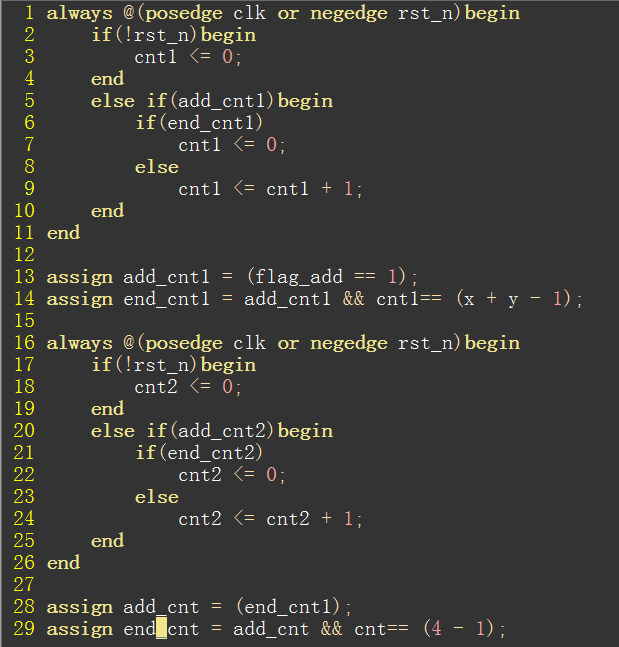 1 always @(posedge clk or negedge rst_n)begin
2     if(!rst_n)begin
3         cnt1 <= 0;
4     end
5     else if(add_cnt1)begin
6         if(end_cnt1)
7             cnt1 <= 0;
8         else
9             cnt1 <= cnt1 + 1;
10     end
11 end
12
13 assign add_cnt1 = (flag_add == 1);
14 assign end_cnt1 = add_cnt1 && cnt1== (x + y - 1);
15
16 always @(posedge clk or negedge rst_n)begin
17     if(!rst_n)begin
18         cnt2 <= 0;
19     end
20     else if(add_cnt2)begin
21         if(end_cnt2)
22             cnt2 <= 0;
23         else
24             cnt2 <= cnt2 + 1;
25     end
26 end
27
28 assign add_cnt = (end_cnt1);
29 assign end_cnt = add_cnt && cnt== (4 - 1);